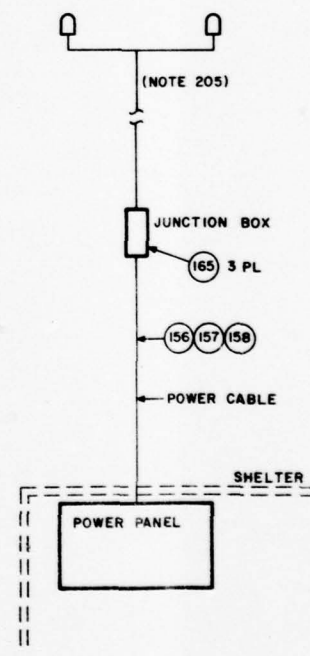 (NOTE 205)
JUNCTION BOX
165 3 PL
156 157 158
POWER CABLE
SHELTER
POWER PANEL